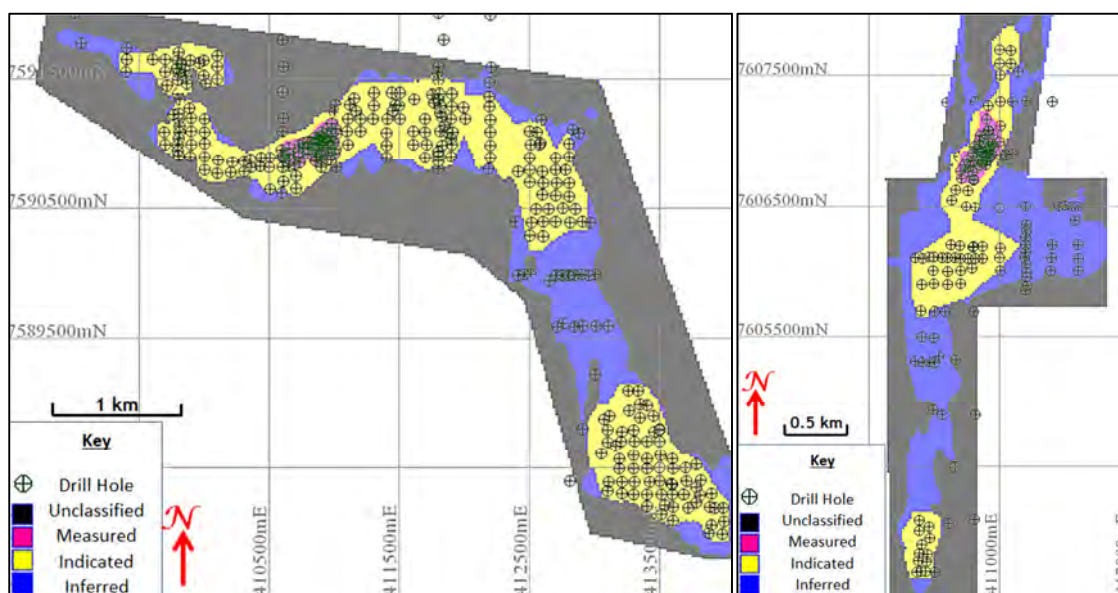 7591500mN
7590500mN
7589500mN
1 km
Key
Drill Hole
Unclassified
Measured
Indicated
Inferred
N
410500mE
411500mE
412500mE
7607500mN
7606500mN
7605500mN
N
0.5 km
Key
Drill Hole
Unclassified
Measured
Indicated
Inferred
411000mE